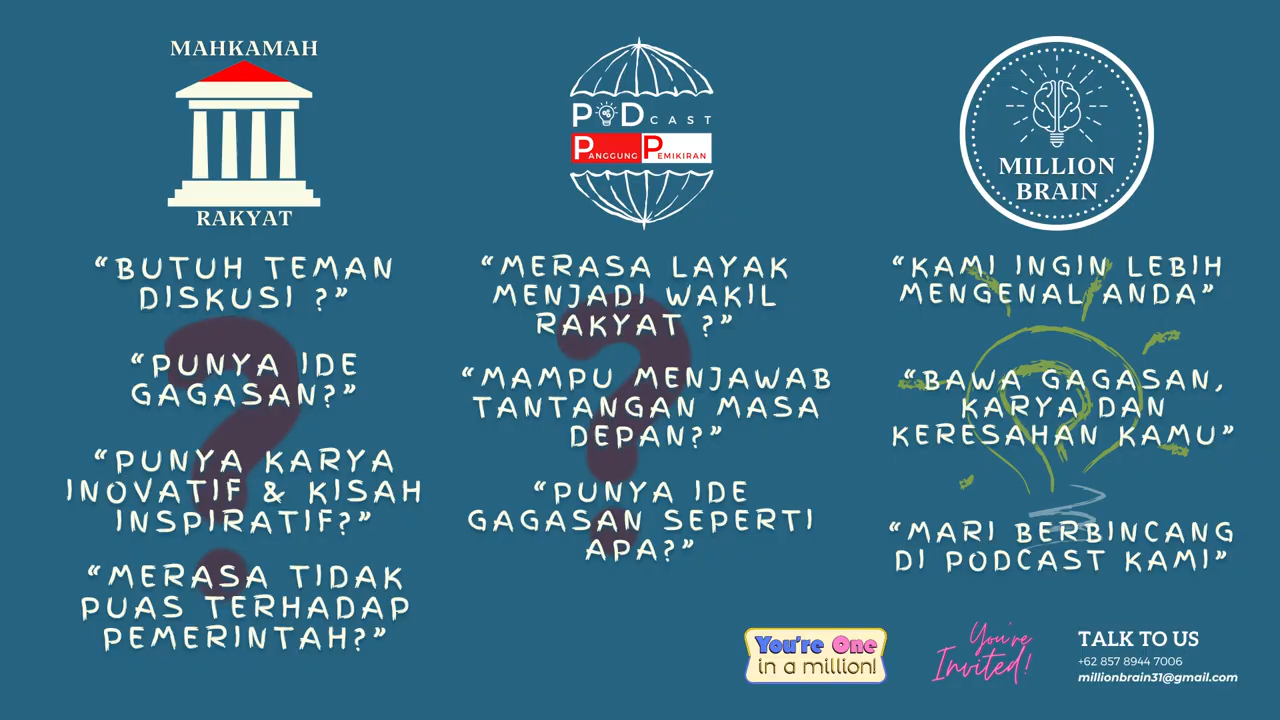 MAHKAMAH
RAKYAT
“BUTUH TEMAN
DISKUSI ?”
“PUNYA IDE
GAGASAN?”
“PUNYA KARYA
INOVATIF & KISAH
INSPIRATIF?”
“MERASA TIDAK
PUAS TERHADAP
PEMERINTAH?”
PODCAST
PANGGUNG PEMIKIRAN
“MERASA LAYAK
MENJADI WAKIL
RAKYAT ?”
“MAMPU MENJAWAB
TANTANGAN MASA
DEPAN?”
“PUNYA IDE
GAGASAN SEPERTI
APA?”
MILLION
BRAIN
“KAMI INGIN LEBIH
MENGENAL ANDA”
“BAWA GAGASAN,
KARYA DAN
KERESAHAN KAMU”
“MARI BERBINCANG
DI PODCAST KAMI”
You're One
in a million!
You're
Invited!
TALK TO US
+62 857 8944 7006
millionbrain31@gmail.com